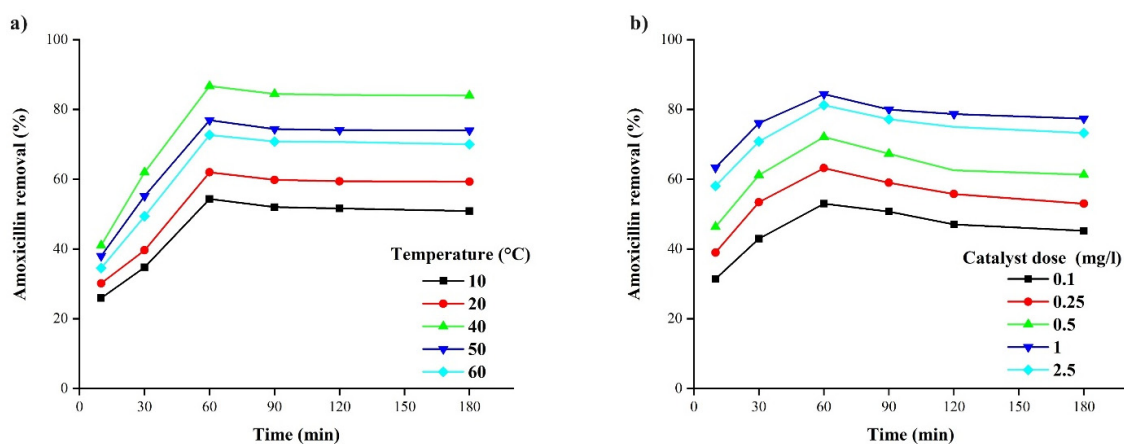 a)
Amoxicillin removal (%)
100
80
60
40
20
0
0 30 60 90 120 150 180
Time (min)
Temperature (°C)
10
20
40
50
60
b)
Amoxicillin removal (%)
100
80
60
40
20
0
0 30 60 90 120 150 180
Time (min)
Catalyst dose (mg/l)
0.1
0.25
0.5
1
2.5